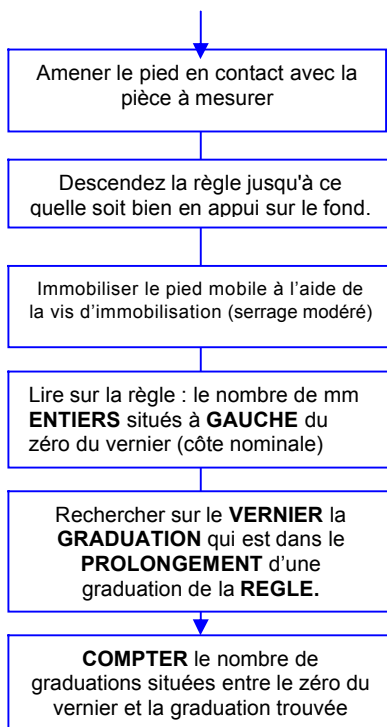 Amener le pied en contact avec la
pièce à mesurer
Descendez la règle jusqu'à ce
quelle soit bien en appui sur le fond.
Immobiliser le pied mobile à l’aide de
la vis d’immobilisation (serrage modéré)
Lire sur la règle : le nombre de mm
ENTIERS situés à GAUCHE du
zéro du vernier (côte nominale)
Rechercher sur le VERNIER la
GRADUATION qui est dans le
PROLONGEMENT d’une
graduation de la REGLE.
COMPTER le nombre de
graduations situées entre le zéro du
vernier et la graduation trouvée